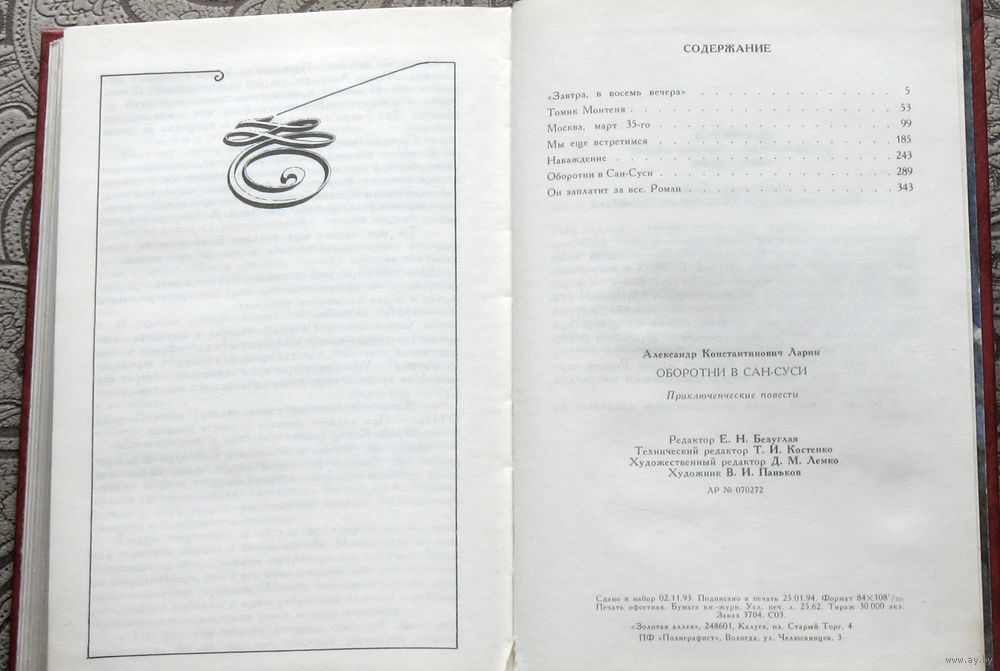 СОДЕРЖАНИЕ
«Завтра, в восемь вечера» . . . . . . . . . . . . . . 5
Томик Монтеня . . . . . . . . . . . . . . . . . 53
Москва, март 35-го . . . . . . . . . . . . . . . . 99
Мы еще встретимся . . . . . . . . . . . . . . . . 185
Наваждение . . . . . . . . . . . . . . . . . . 243
Оборотни в Сан-Суси . . . . . . . . . . . . . . . 289
Он заплатит за все. Роман . . . . . . . . . . . . . . 343
Александр Константинович Ларин
ОБОРОТНИ В САН-СУСИ
Приключенческие повести
Редактор Е. Н. Безуглая
Технический редактор Т. И. Костенко
Художественный редактор Д. М. Лемко
Художник В. И. Паньков
ЛР № 070272
Сдано в набор 02.11.93. Подписано в печать 25.01.94. Формат 84×108¹/₃₂.
Печать офсетная. Бумага кн.-журн. Усл. печ. л. 25,62. Тираж 30 000 экз.
Заказ 3704. С03.
«Золотая аллея», 248601, Калуга, пл. Старый Торг, 4
ПФ «Полиграфист», Вологда, ул. Челюскинцев, 3
www.ay.by